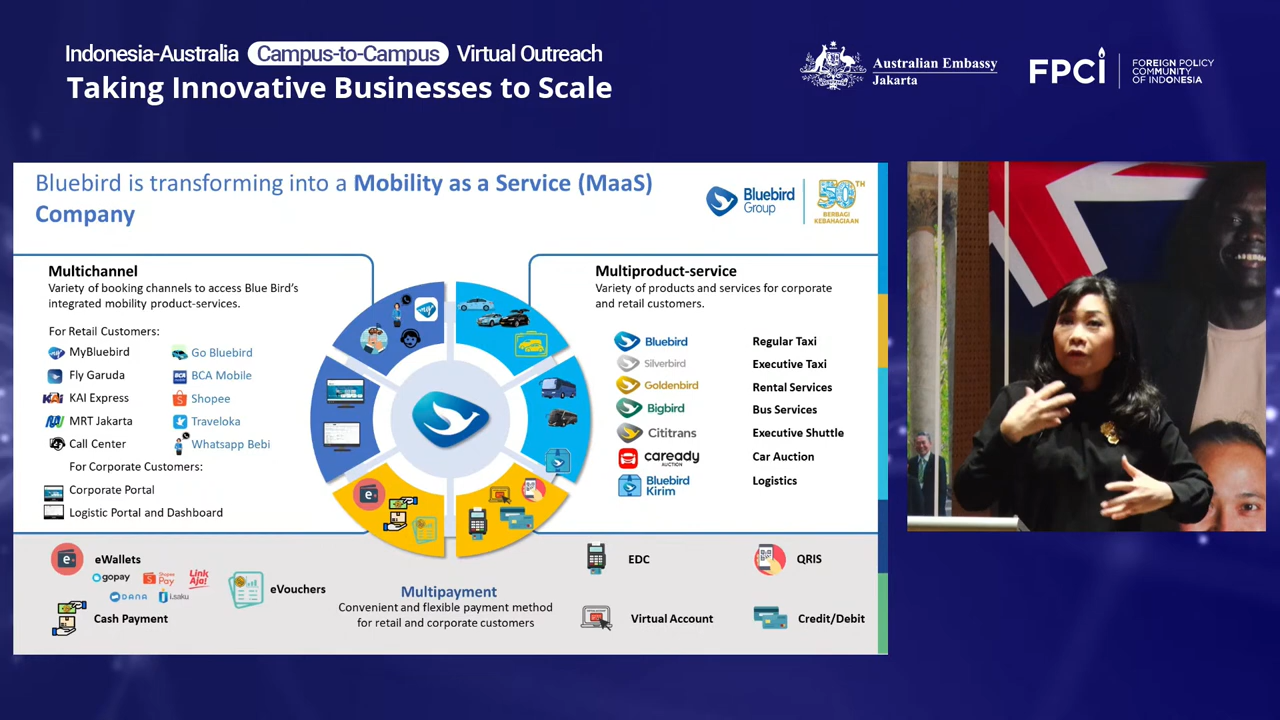 Indonesia-Australia Campus-to-Campus Virtual Outreach
Taking Innovative Businesses to Scale
Australian Embassy
Jakarta
FPCI
FOREIGN POLICY
COMMUNITY
OF INDONESIA
Bluebird is transforming into a Mobility as a Service (MaaS)
Company
Bluebird
Group
50TH
BERBAGI
KEBAHAGIAAN
Multichannel
Variety of booking channels to access Blue Bird's
integrated mobility product-services.
For Retail Customers:
MyBluebird
Go Bluebird
Fly Garuda
BCA Mobile
KAI Express
Shopee
MRT Jakarta
Traveloka
Call Center
Whatsapp Bebi
For Corporate Customers:
Corporate Portal
Logistic Portal and Dashboard
Multiproduct-service
Variety of products and services for corporate
and retail customers.
Bluebird
Regular Taxi
Silverbird
Executive Taxi
Goldenbird
Rental Services
Bigbird
Bus Services
Cititrans
Executive Shuttle
caready
AUCTION
Car Auction
Bluebird
Kirim
Logistics
eWallets
gopay
Shopee
Pay
Link
Aja!
DANA
i.saku
eVouchers
Cash Payment
Multipayment
Convenient and flexible payment method
for retail and corporate customers
EDC
QRIS
Virtual Account
Credit/Debit